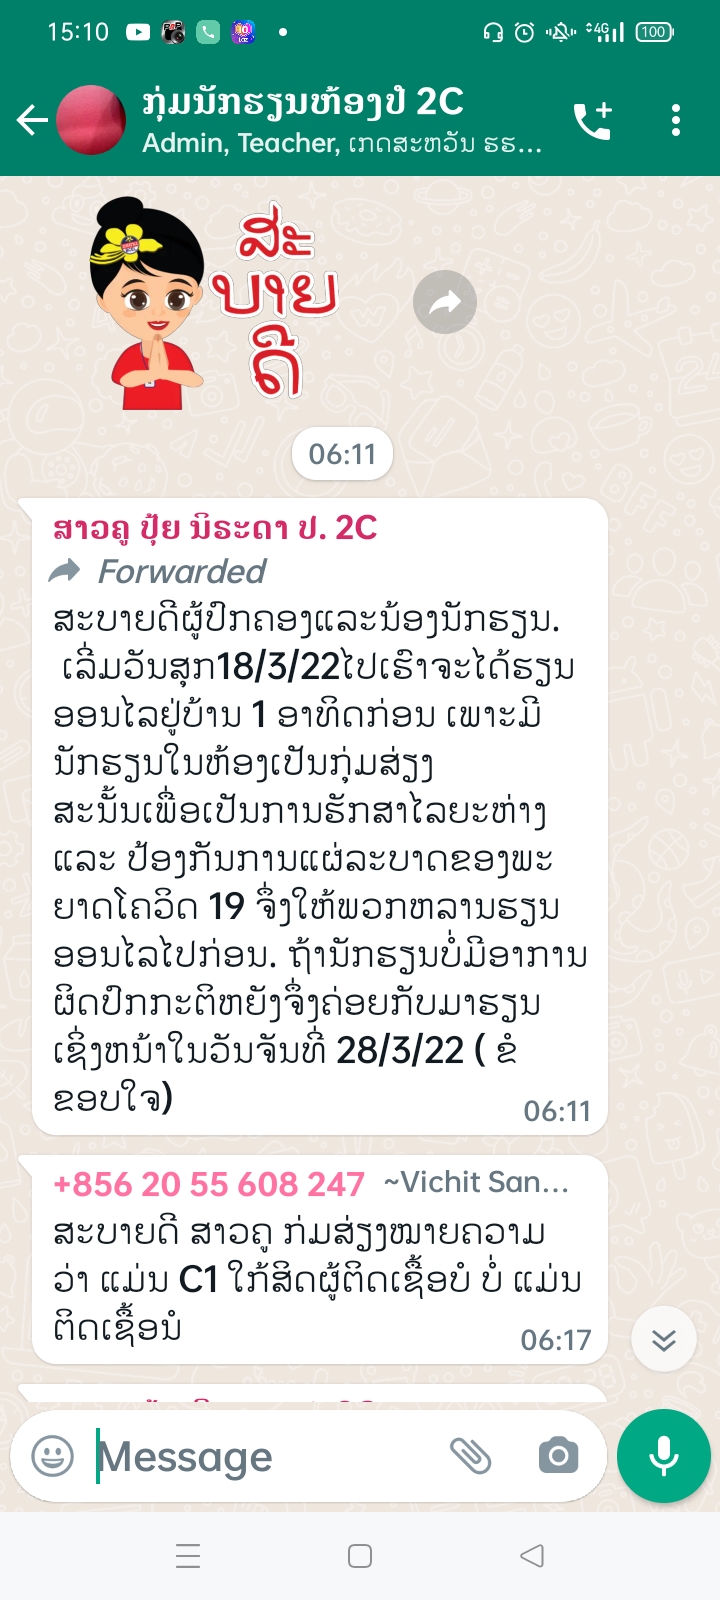 15:10
4G
100
ກຸ່ມນັກຮຽນຫ້ອງປໍ 2C
Admin, Teacher, ເກດສະຫວັນ ຮຮ...
ສະ
ບາຍ
ດີ
06:11
ສາວຄູ ປຸ້ຍ ນິຣະດາ ປ. 2C
Forwarded
ສະບາຍດີຜູ້ປົກຄອງແລະນ້ອງນັກຮຽນ.
ເລີ່ມວັນສຸກ18/3/22ໄປເຮົາຈະໄດ້ຮຽນ
ອອນໄລຢູ່ບ້ານ 1 ອາທິດກ່ອນ ເພາະມີ
ນັກຮຽນໃນຫ້ອງເປັນກຸ່ມສ່ຽງ
ສະນັ້ນເພື່ອເປັນການຮັກສາໄລຍະຫ່າງ
ແລະ ປ້ອງກັນການແຜ່ລະບາດຂອງພະ
ຍາດໂຄວິດ 19 ຈຶ່ງໃຫ້ພວກຫລານຮຽນ
ອອນໄລໄປກ່ອນ. ຖ້ານັກຮຽນບໍ່ມີອາການ
ຜິດປົກກະຕິຫຍັງຈຶ່ງຄ່ອຍກັບມາຮຽນ
ເຊິ່ງຫນ້າໃນວັນຈັນທີ່ 28/3/22 ( ຂໍ
ຂອບໃຈ)
06:11
+856 20 55 608 247 ~Vichit San...
ສະບາຍດີ ສາວຄູ ກ່ມສ່ຽງໝາຍຄວາມ
ວ່າ ແມ່ນ C1 ໃກ້ສິດຜູ້ຕິດເຊື້ອບໍ ບໍ່ ແມ່ນ
ຕິດເຊື້ອນໍ
06:17
Message